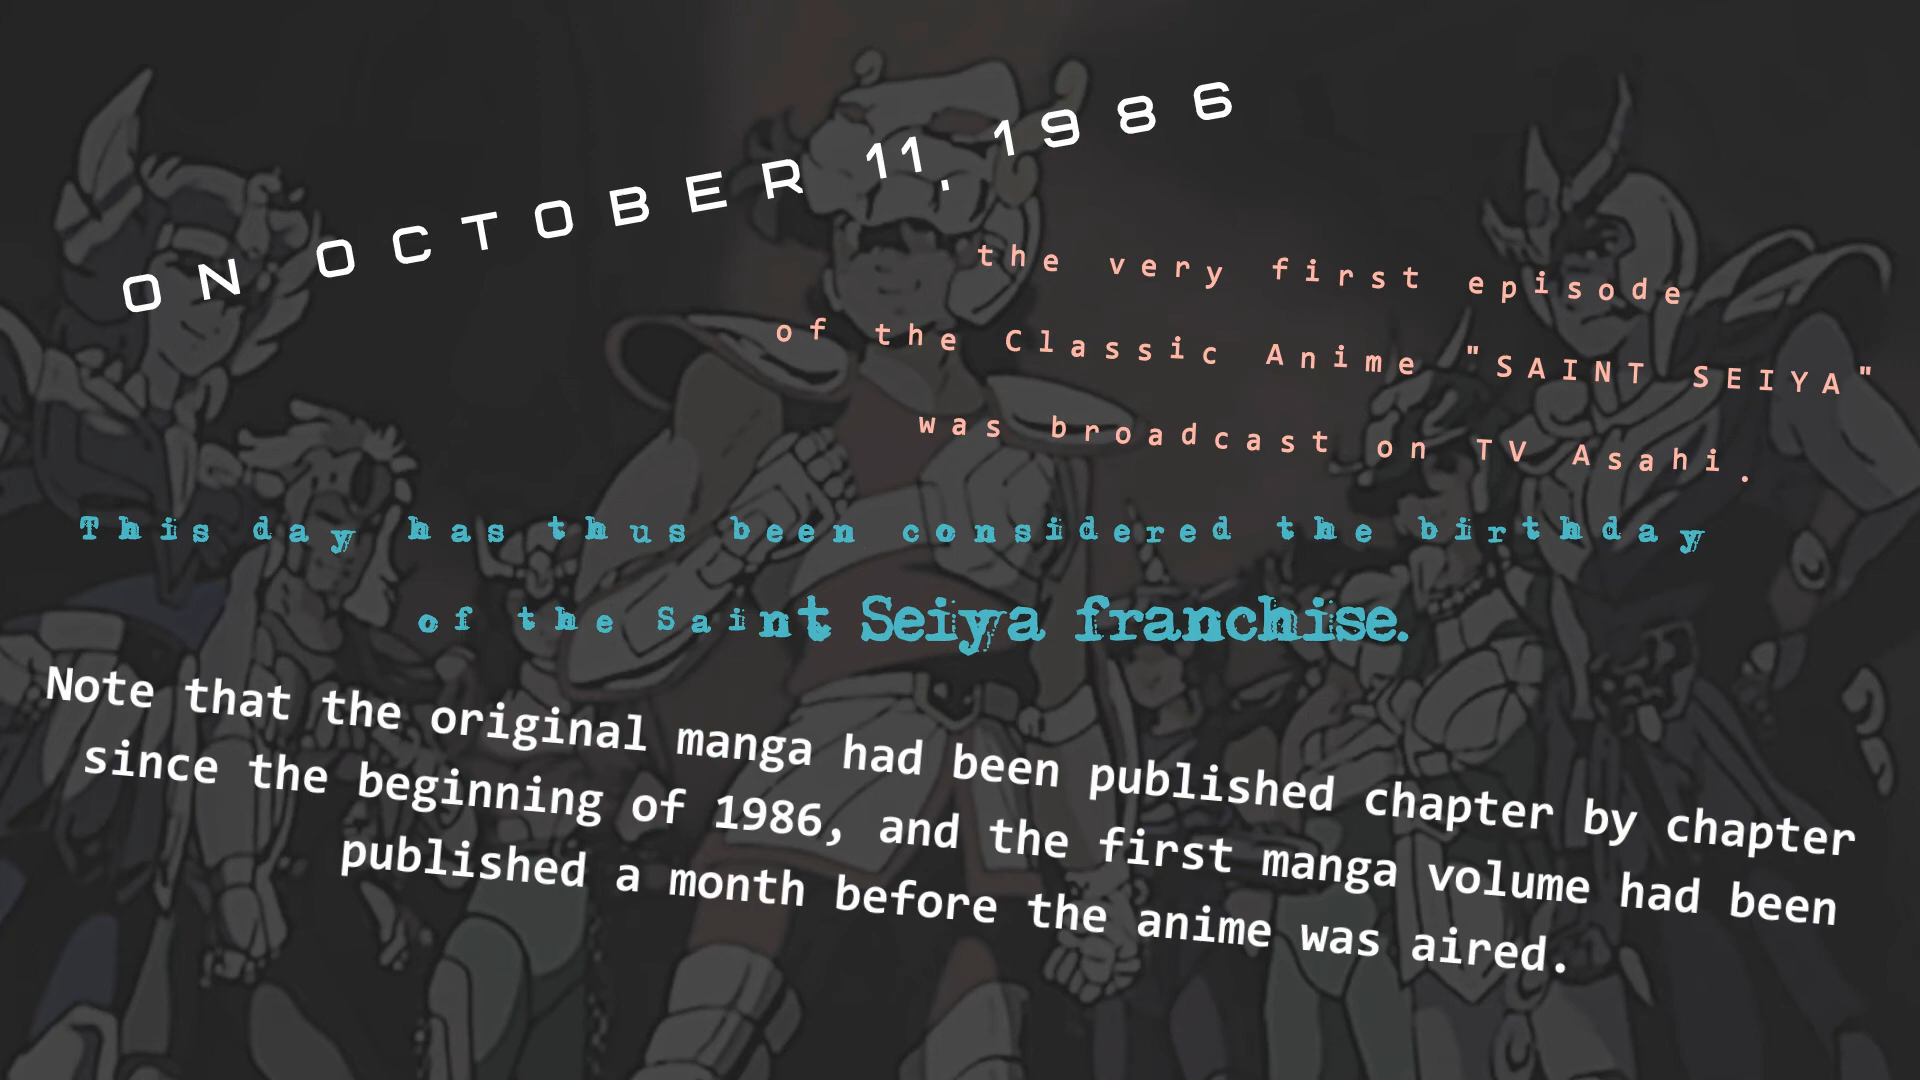 ON OCTOBER 11, 1986
the very first episode
of the Classic Anime "SAINT SEIYA"
was broadcast on TV Asahi.
This day has thus been considered the birthday
of the Saint Seiya franchise.
Note that the original manga had been published chapter by chapter
since the beginning of 1986, and the first manga volume had been
published a month before the anime was aired.